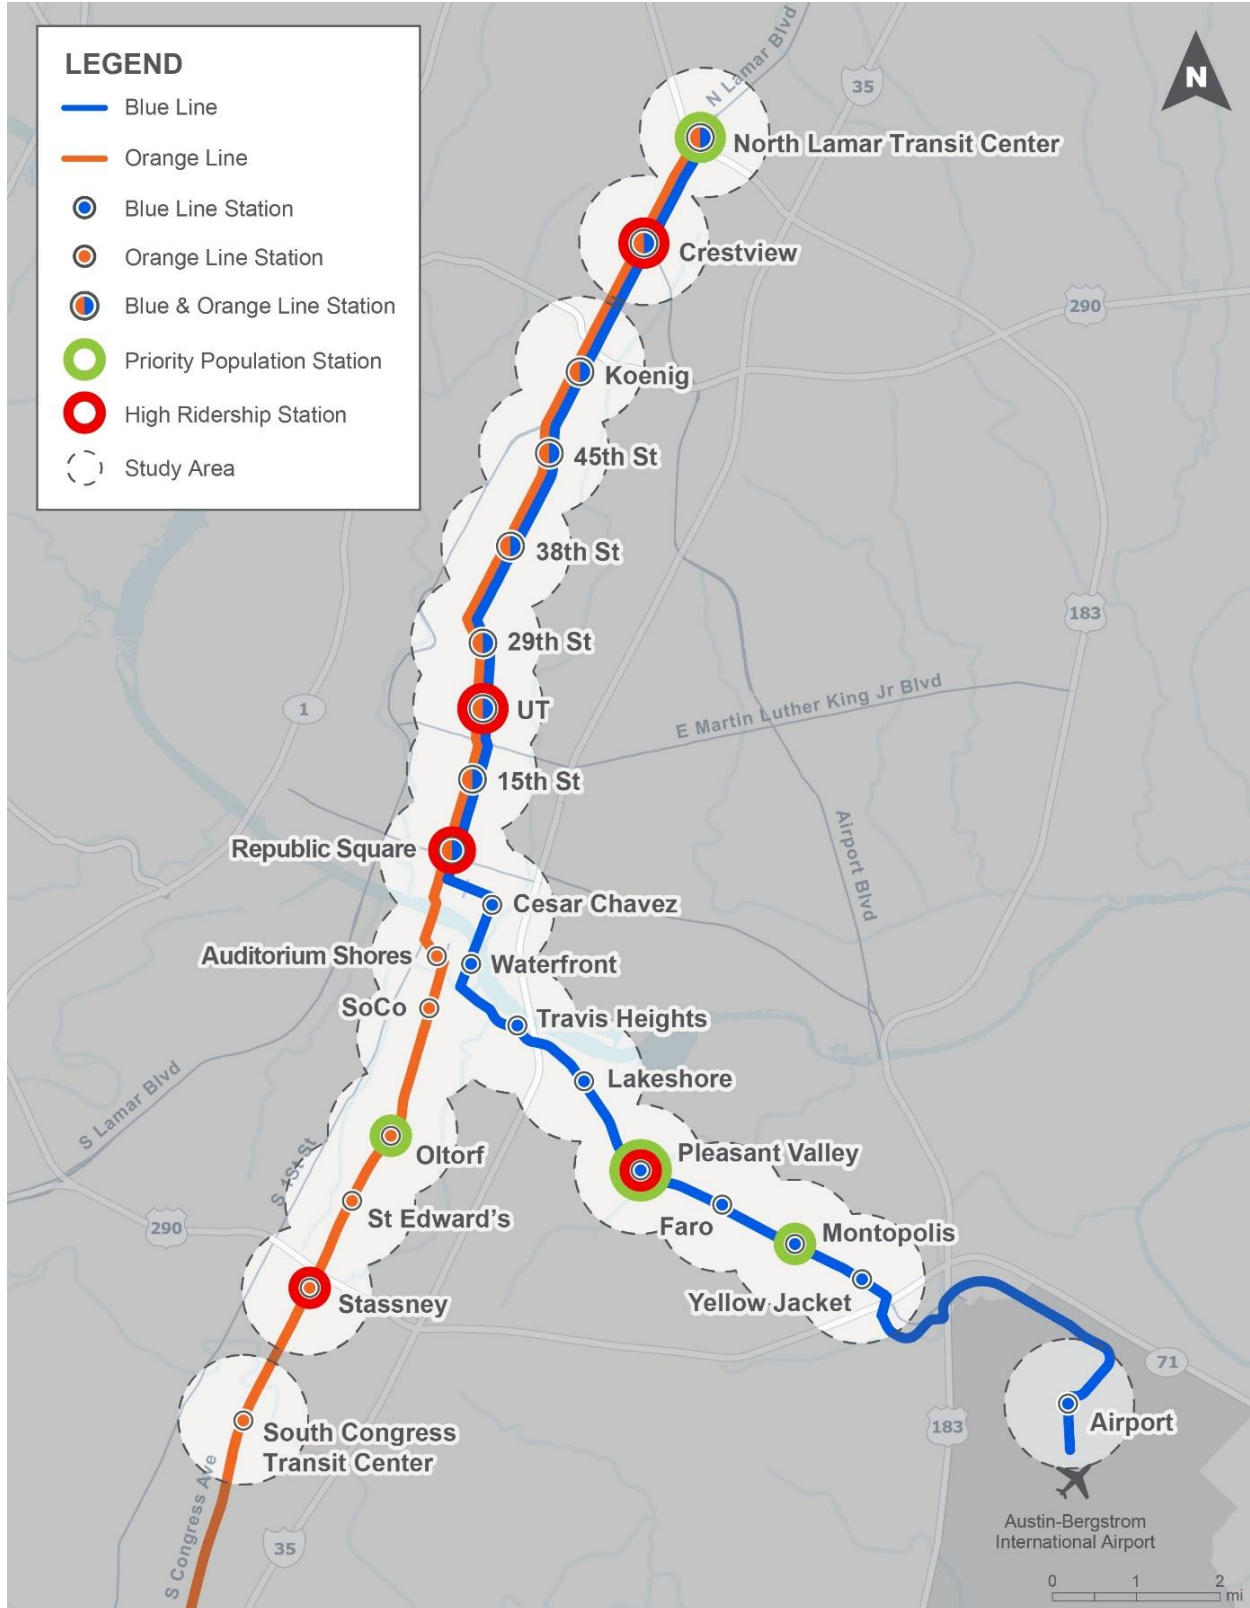 LEGEND
Blue Line
Orange Line
Blue Line Station
Orange Line Station
Blue & Orange Line Station
Priority Population Station
High Ridership Station
Study Area
N
N Lamar Blvd
35
North Lamar Transit Center
Crestview
290
Koenig
45th St
38th St
183
29th St
E Martin Luther King Jr Blvd
1
UT
15th St
Republic Square
Airport Blvd
Cesar Chavez
Auditorium Shores
Waterfront
SoCo
Travis Heights
Lakeshore
S Lamar Blvd
S 1St St
Oltorf
Pleasant Valley
St Edward's
Faro
290
Montopolis
Stassney
Yellow Jacket
71
South Congress
Transit Center
183
Airport
S Congress Ave
35
Austin-Bergstrom
International Airport
0 1 2
mi